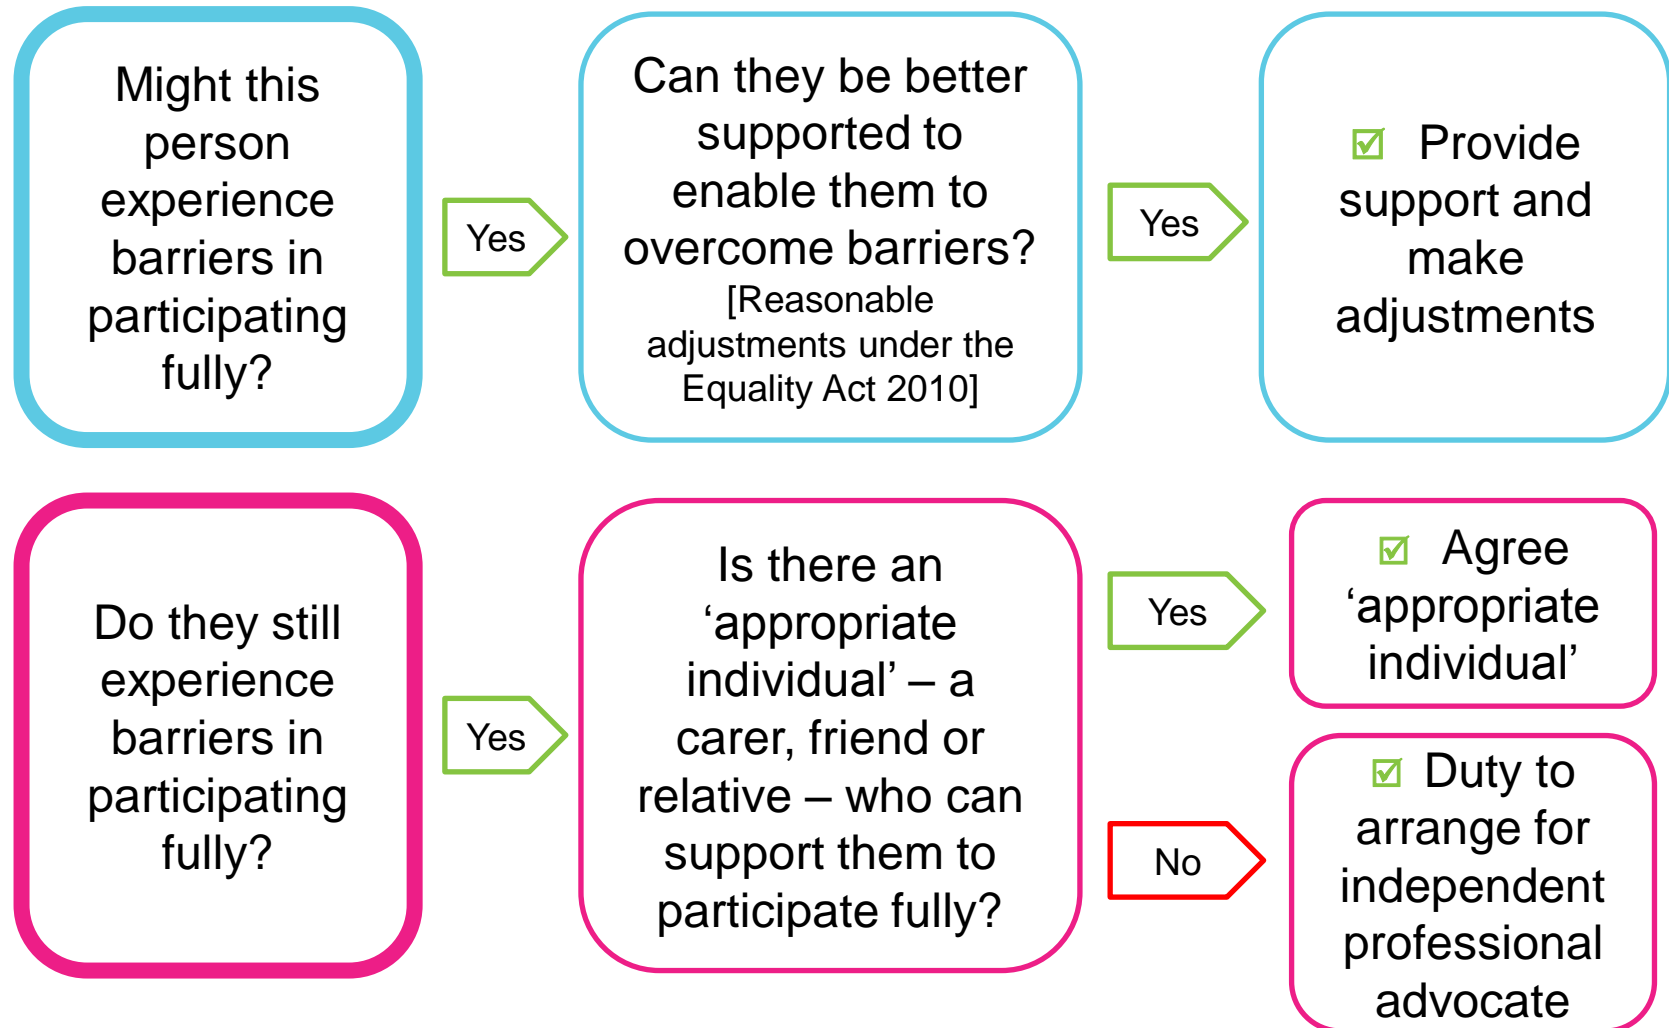 Might this
person
experience
barriers in
participating
fully?
Yes
Can they be better
supported to
enable them to
overcome barriers?
[Reasonable
adjustments under the
Equality Act 2010]
Yes
☑ Provide
support and
make
adjustments
Do they still
experience
barriers in
participating
fully?
Yes
Is there an
‘appropriate
individual’ – a
carer, friend or
relative – who can
support them to
participate fully?
Yes
☑ Agree
‘appropriate
individual’
No
☑ Duty to
arrange for
independent
professional
advocate